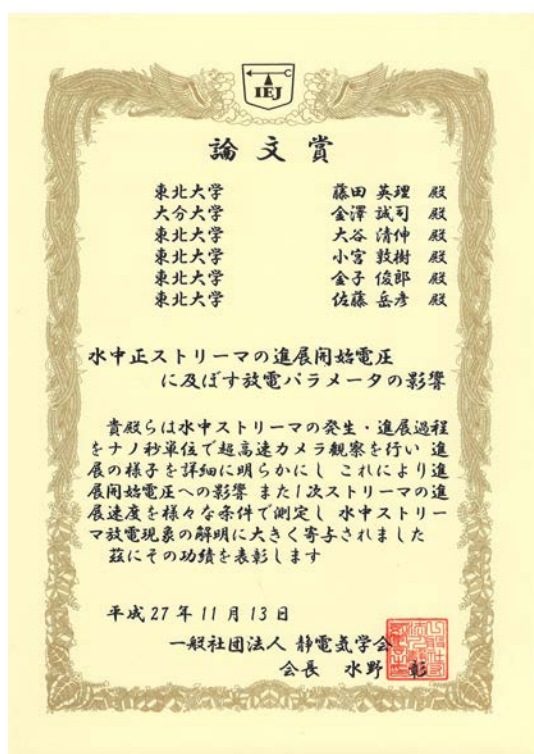 IEJ
論文賞
東北大学 藤田 英理 殿
大分大学 金澤 誠司 殿
東北大学 大谷 清伸 殿
東北大学 小宮 敦樹 殿
東北大学 金子 俊郎 殿
東北大学 佐藤 岳彦 殿
水中正ストリーマの進展開始電圧
に及ぼす放電パラメータの影響
貴殿らは水中ストリーマの発生・進展過程
をナノ秒単位で超高速カメラ観察を行い 進
展の様子を詳細に明らかにし これにより進
展開始電圧への影響 また1次ストリーマの進
展速度を様々な条件で測定し 水中ストリー
マ放電現象の解明に大きく寄与されました
茲にその功績を表彰します
平成27年11月13日
一般社団法人 静電気学会
会長 水野 彰